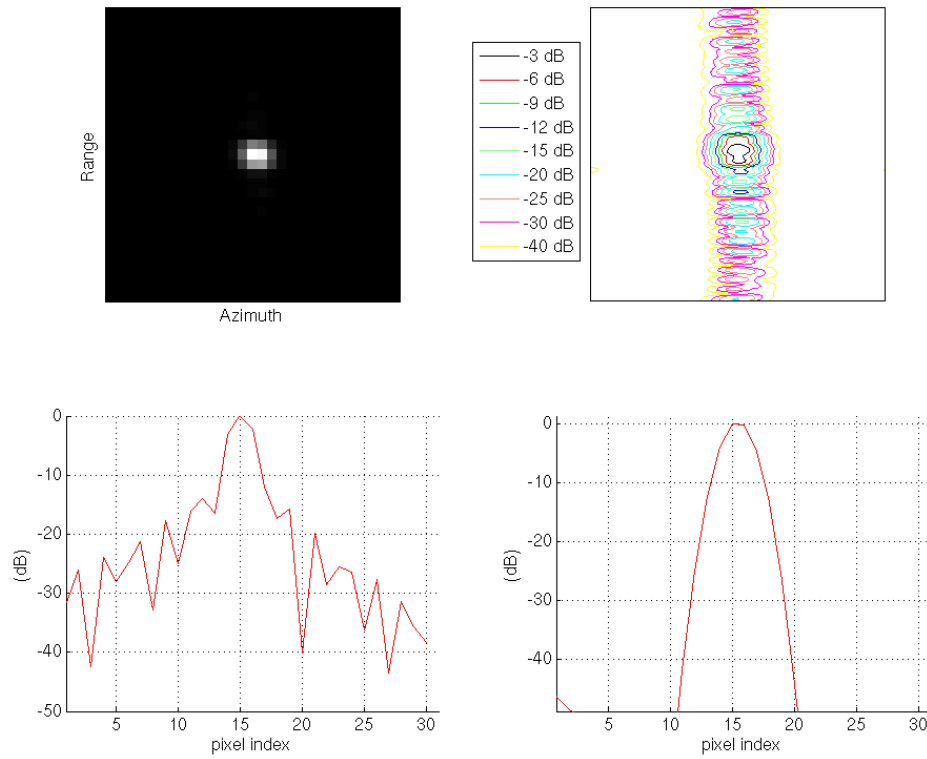 Range
Azimuth
-3 dB
-6 dB
-9 dB
-12 dB
-15 dB
-20 dB
-25 dB
-30 dB
-40 dB
0
-10
-20
-30
-40
-50
(dB)
5
10
15
20
25
30
pixel index
0
-10
-20
-30
-40
(dB)
5
10
15
20
25
30
pixel index